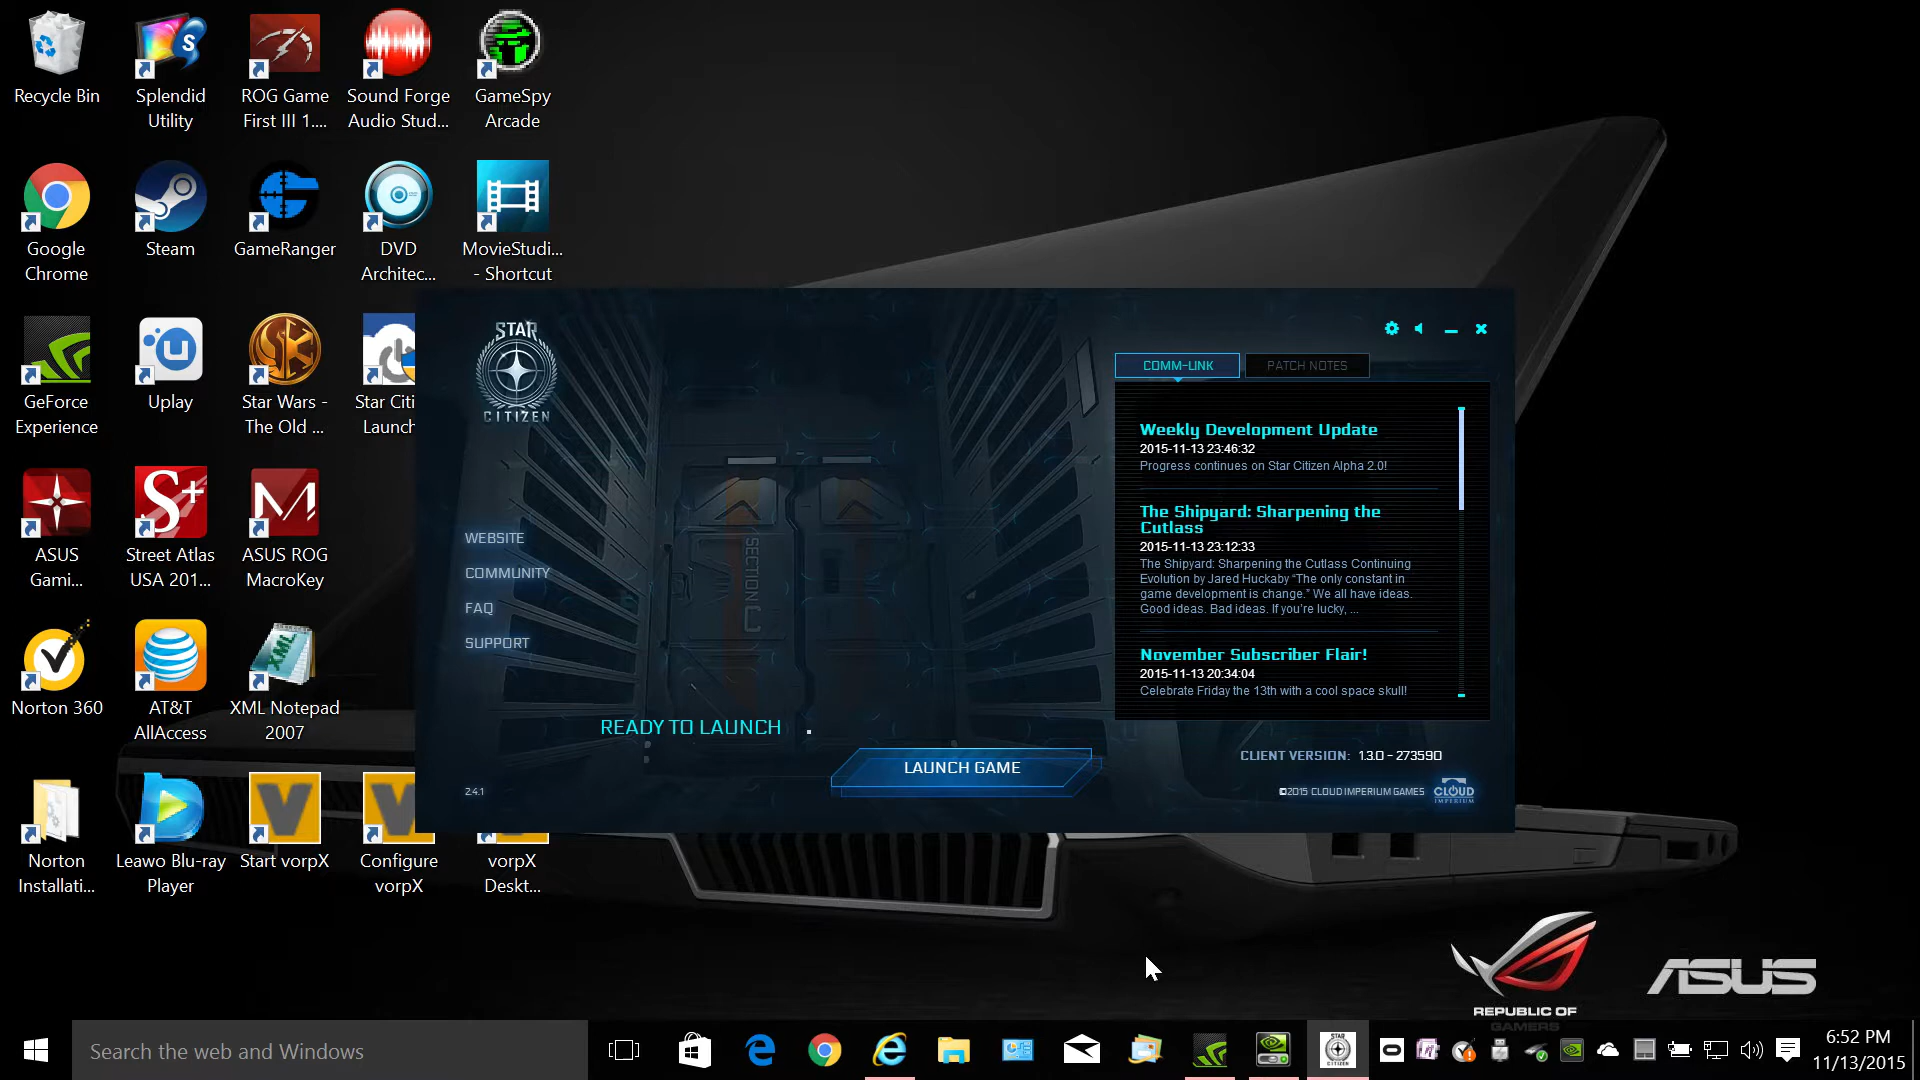 Recycle Bin
Splendid
Utility
ROG Game
First III 1....
Sound Forge
Audio Stud...
GameSpy
Arcade
Google
Chrome
Steam
GameRanger
DVD
Architec...
MovieStudi...
- Shortcut
GeForce
Experience
Uplay
Star Wars -
The Old ...
Star Citi
Launch
ASUS
Gami...
Street Atlas
USA 201...
ASUS ROG
MacroKey
Norton 360
AT&T
AllAccess
XML Notepad
2007
Norton
Installati...
Leawo Blu-ray
Player
Start vorpX
Configure
vorpX
vorpX
Deskt...
STAR
CITIZEN
WEBSITE
COMMUNITY
FAQ
SUPPORT
SECTION C
READY TO LAUNCH
LAUNCH GAME
2.4.1
COMM-LINK
PATCH NOTES
Weekly Development Update
2015-11-13 23:46:32
Progress continues on Star Citizen Alpha 2.0!
The Shipyard: Sharpening the
Cutlass
2015-11-13 23:12:33
The Shipyard: Sharpening the Cutlass Continuing
Evolution by Jared Huckaby “The only constant in
game development is change.” We all have ideas.
Good ideas. Bad ideas. If you’re lucky, ...
November Subscriber Flair!
2015-11-13 20:34:04
Celebrate Friday the 13th with a cool space skull!
CLIENT VERSION: 1.3.0 - 273590
©2015 CLOUD IMPERIUM GAMES
CLOUD
IMPERIUM
REPUBLIC OF
GAMERS
ASUS
Search the web and Windows
6:52 PM
11/13/2015